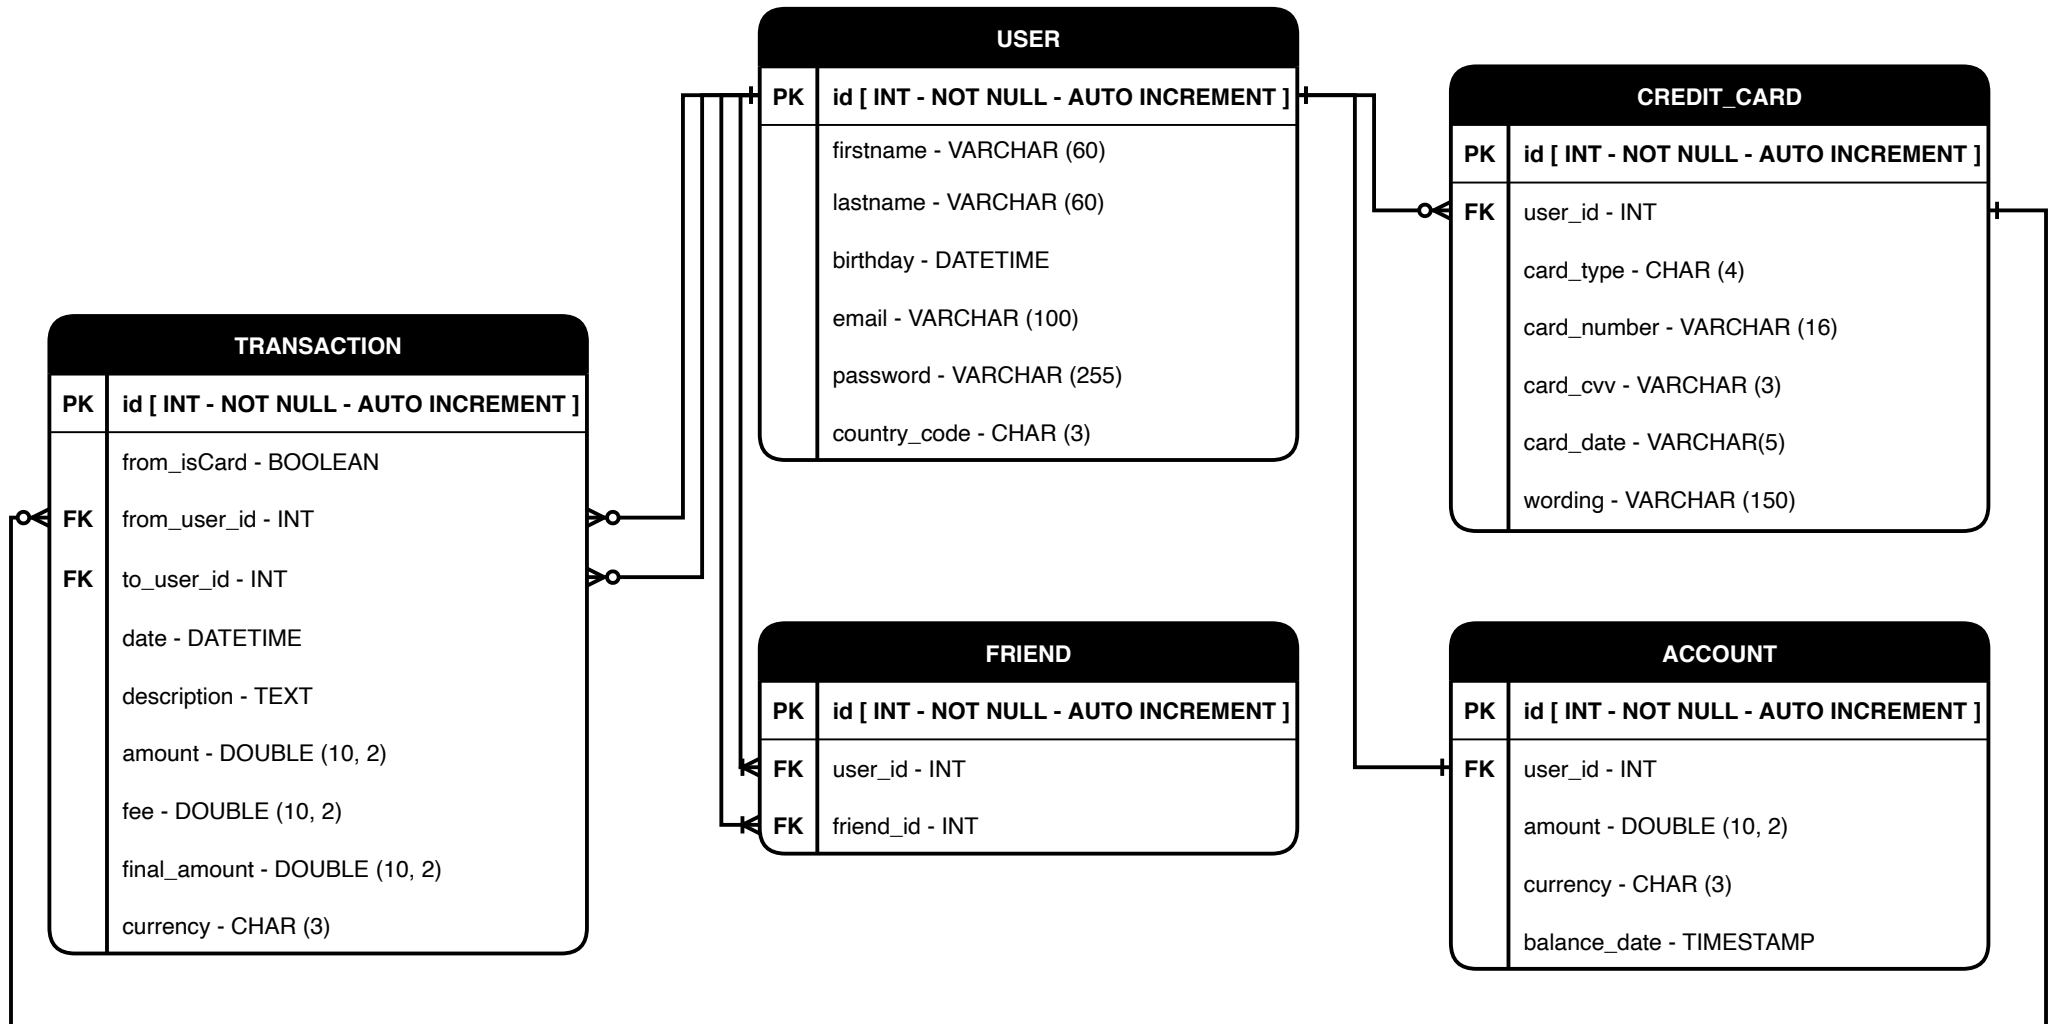 USER
PK id [ INT - NOT NULL - AUTO INCREMENT ]
firstname - VARCHAR (60)
lastname - VARCHAR (60)
birthday - DATETIME
email - VARCHAR (100)
password - VARCHAR (255)
country_code - CHAR (3)
CREDIT_CARD
PK id [ INT - NOT NULL - AUTO INCREMENT ]
FK user_id - INT
card_type - CHAR (4)
card_number - VARCHAR (16)
card_cvv - VARCHAR (3)
card_date - VARCHAR(5)
wording - VARCHAR (150)
TRANSACTION
PK id [ INT - NOT NULL - AUTO INCREMENT ]
from_isCard - BOOLEAN
FK from_user_id - INT
FK to_user_id - INT
date - DATETIME
description - TEXT
amount - DOUBLE (10, 2)
fee - DOUBLE (10, 2)
final_amount - DOUBLE (10, 2)
currency - CHAR (3)
FRIEND
PK id [ INT - NOT NULL - AUTO INCREMENT ]
FK user_id - INT
FK friend_id - INT
ACCOUNT
PK id [ INT - NOT NULL - AUTO INCREMENT ]
FK user_id - INT
amount - DOUBLE (10, 2)
currency - CHAR (3)
balance_date - TIMESTAMP